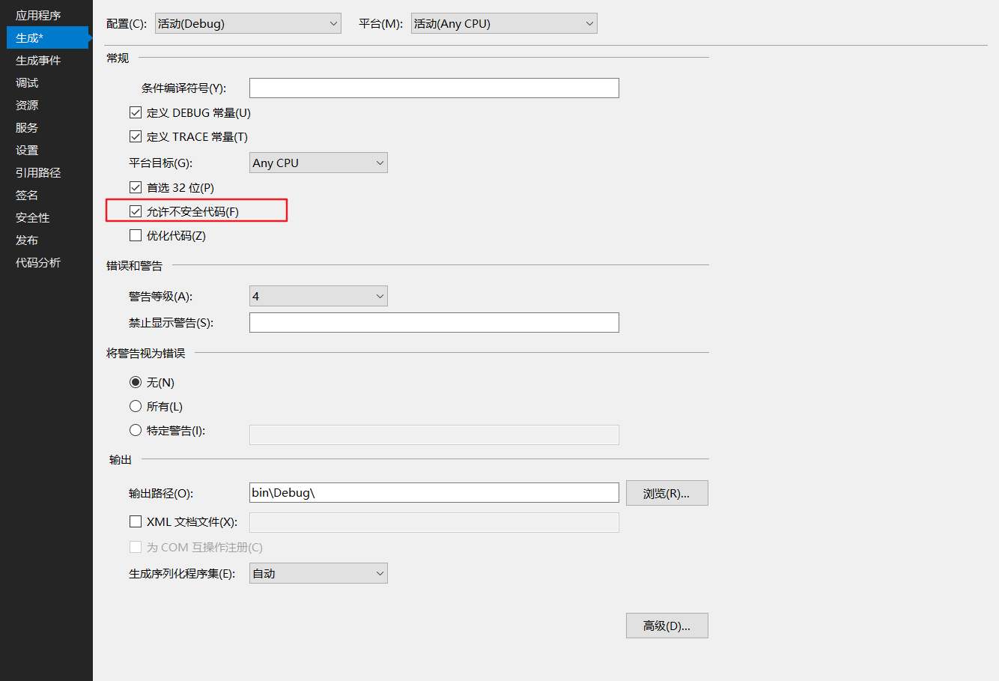 应用程序
生成*
生成事件
调试
资源
服务
设置
引用路径
签名
安全性
发布
代码分析
配置(C): 活动(Debug) 平台(M): 活动(Any CPU)
常规
条件编译符号(Y):
定义 DEBUG 常量(U)
定义 TRACE 常量(T)
平台目标(G): Any CPU
首选 32 位(P)
允许不安全代码(F)
优化代码(Z)
错误和警告
警告等级(A): 4
禁止显示警告(S):
将警告视为错误
无(N)
所有(L)
特定警告(I):
输出
输出路径(O): bin\Debug\ 浏览(R)...
XML 文档文件(X):
为 COM 互操作注册(C)
生成序列化程序集(E): 自动
高级(D)...